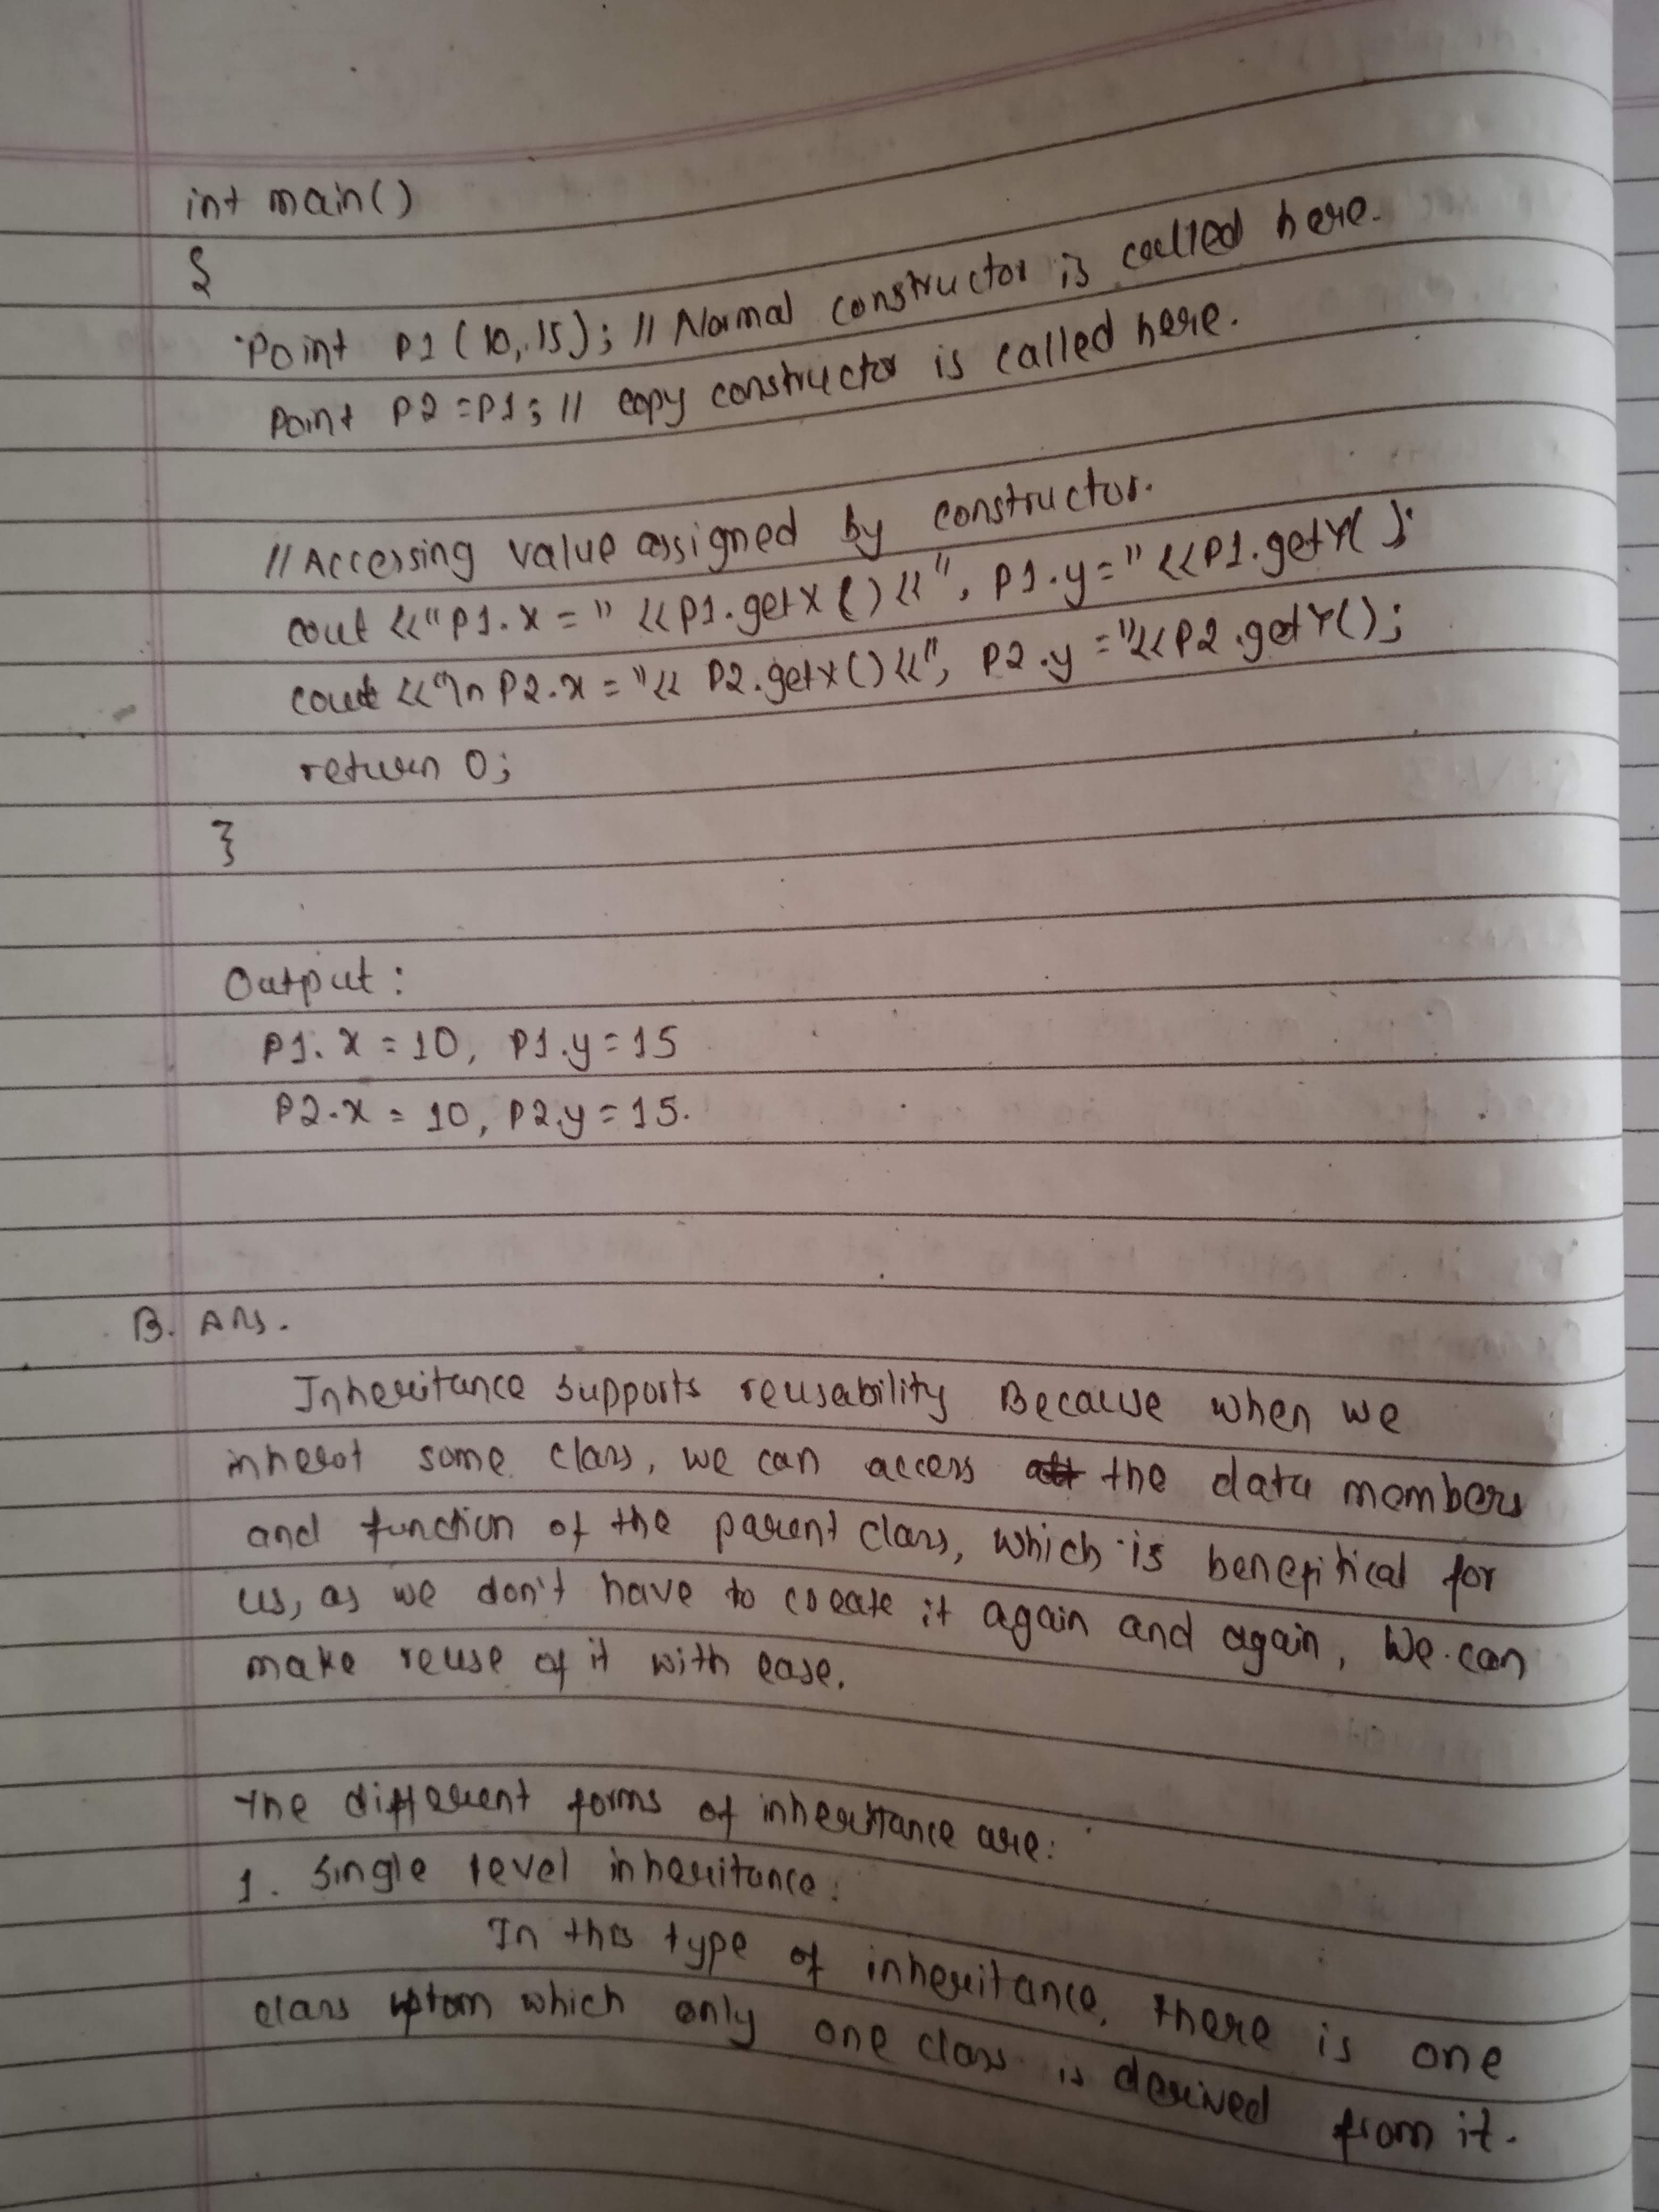 int main()
{
Point P1 (10, 15); // Normal constructor is called here.
Point P2 = P1; // copy constructor is called here.
// Accessing value assigned by constructor.
cout << "P1.x = " << P1.getX () << ", P1.y = " << P1.getY( );
cout << "\n P2.x = " << P2.getx () << ", P2.y = " << P2.getY();
return 0;
}
Output :
P1.x = 10, P1.y = 15
P2.x = 10, P2.y = 15.
B. Ans.
Inheritance supports reusability Because when we
inherot some class, we can access the data members
and function of the parent class, which is benefitical for
us, as we don't have to create it again and again, We can
make reuse of it with ease.
The different forms of inheritance are:
1. Single level inheritance:
In this type of inheritance, there is one
class which only one class is derived from it.